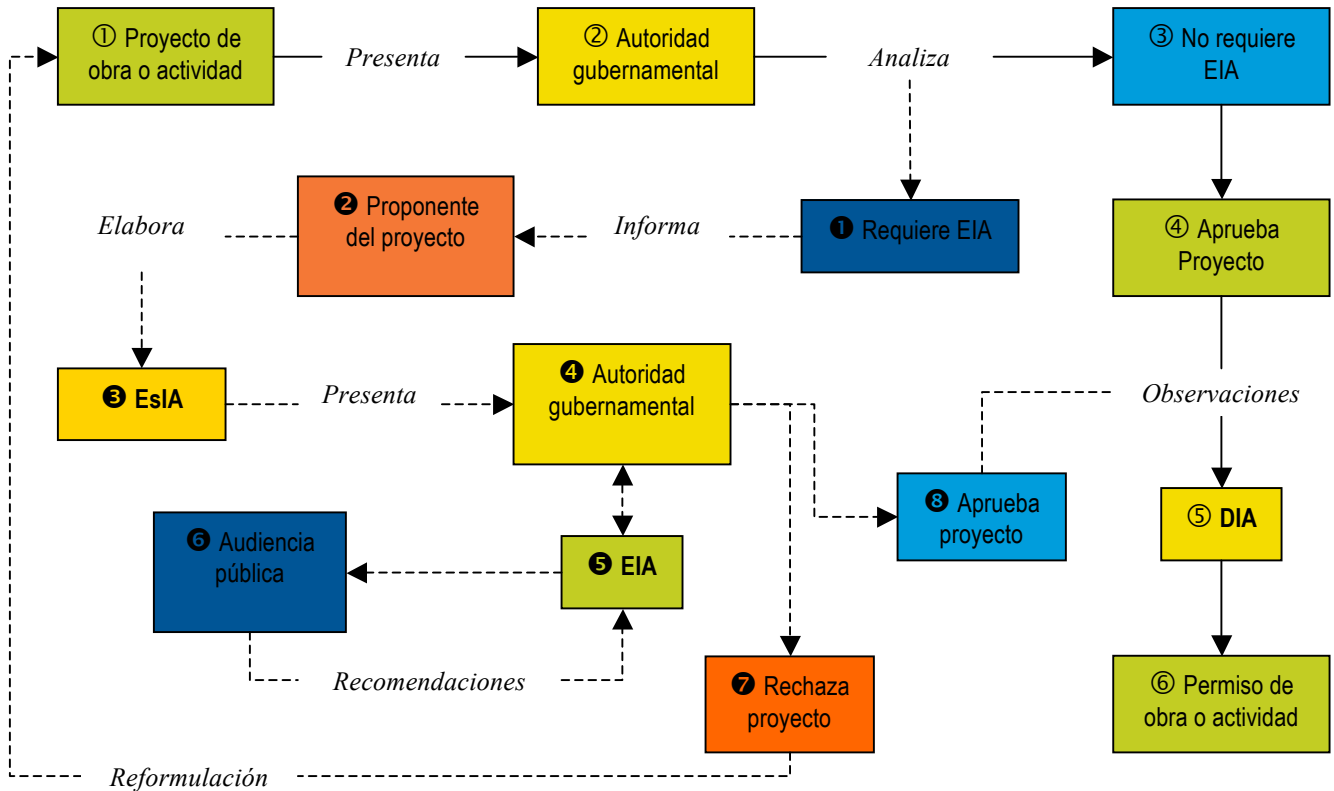 ① Proyecto de
obra o actividad
Presenta
② Autoridad
gubernamental
Analiza
③ No requiere
EIA
Elabora
❷ Proponente
del proyecto
Informa
❶ Requiere EIA
④ Aprueba
Proyecto
❸ EsIA
Presenta
❹ Autoridad
gubernamental
Observaciones
❻ Audiencia
pública
❺ EIA
❽ Aprueba
proyecto
⑤ DIA
Recomendaciones
❼ Rechaza
proyecto
⑥ Permiso de
obra o actividad
Reformulación